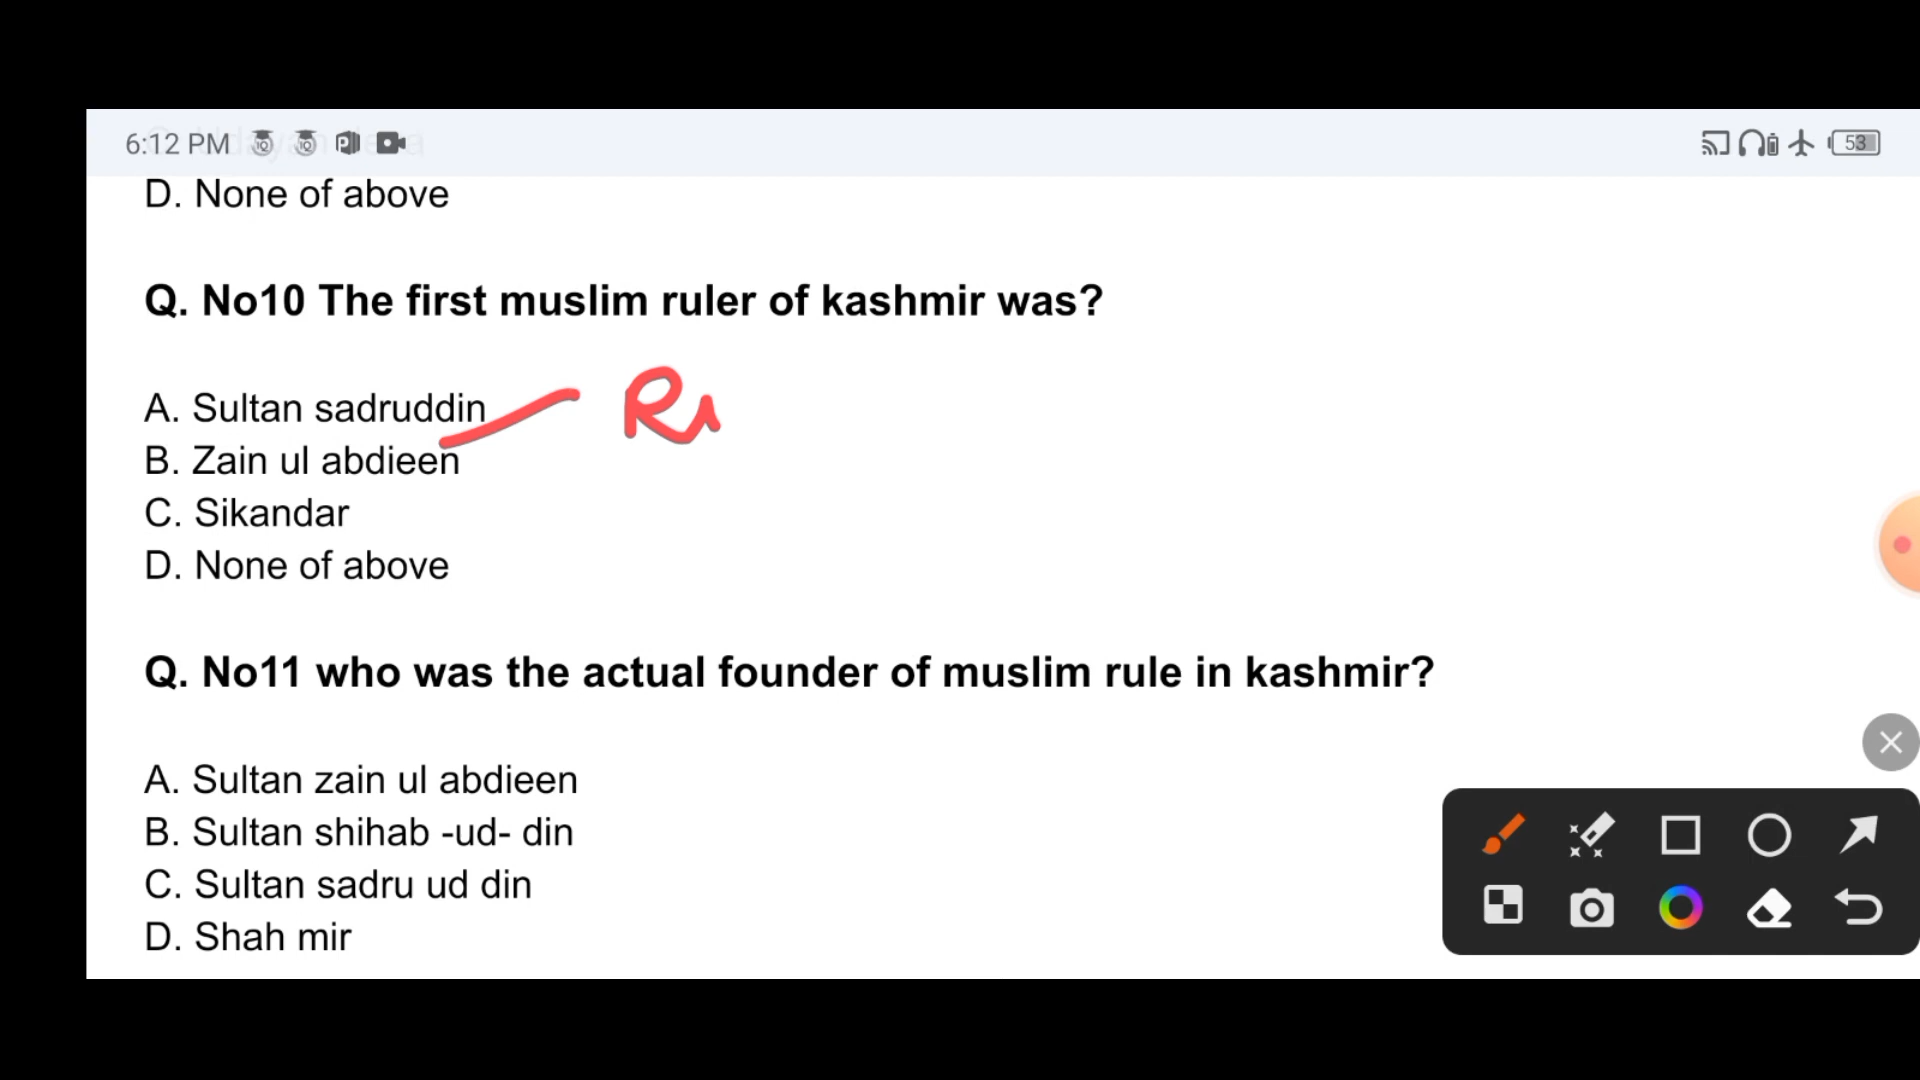 6:12 PM
53
D. None of above
Q. No10 The first muslim ruler of kashmir was?
A. Sultan sadruddin
B. Zain ul abdieen
C. Sikandar
D. None of above
Q. No11 who was the actual founder of muslim rule in kashmir?
A. Sultan zain ul abdieen
B. Sultan shihab -ud- din
C. Sultan sadru ud din
D. Shah mir